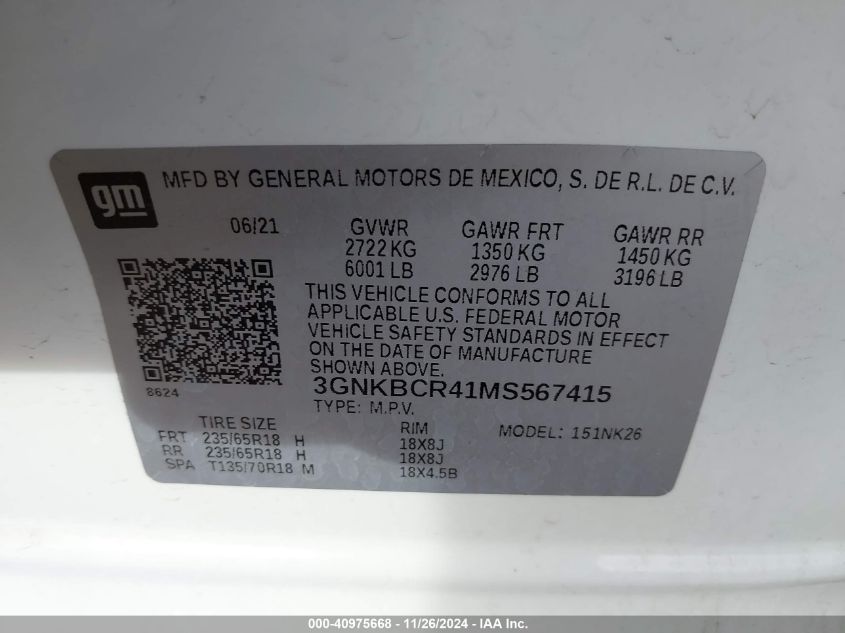 gm
MFD BY GENERAL MOTORS DE MEXICO, S. DE R.L. DE C.V.
06/21 GVWR GAWR FRT GAWR RR
2722 KG 1350 KG 1450 KG
6001 LB 2976 LB 3196 LB
THIS VEHICLE CONFORMS TO ALL
APPLICABLE U.S. FEDERAL MOTOR
VEHICLE SAFETY STANDARDS IN EFFECT
ON THE DATE OF MANUFACTURE
SHOWN ABOVE.
8624
3GNKBCR41MS567415
TYPE: M.P.V.
TIRE SIZE RIM MODEL: 151NK26
FRT 235/65R18 H 18X8J
RR 235/65R18 H 18X8J
SPA T135/70R18 M 18X4.5B
000-40975668 - 11/26/2024 - IAA Inc.